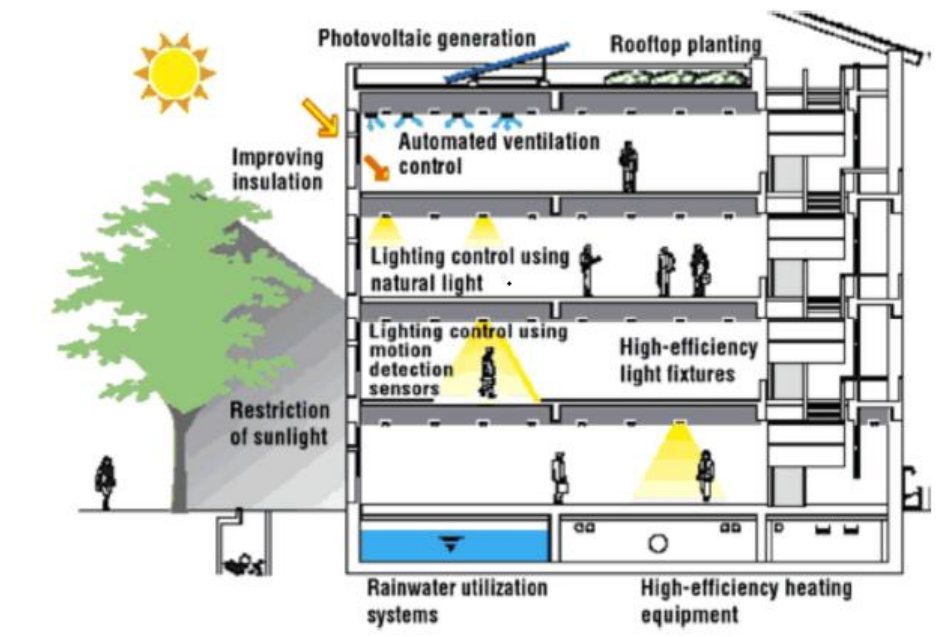 Photovoltaic generation
Rooftop planting
Improving
insulation
Automated ventilation
control
Lighting control using
natural light
Lighting control using
motion
detection
sensors
High-efficiency
light fixtures
Restriction
of sunlight
Rainwater utilization
systems
High-efficiency heating
equipment